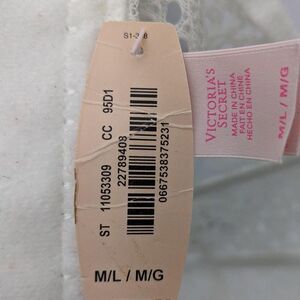 S1-3/8
ST 11053309 CC 95D1
22789408
0667538375231
M/L / M/G
VICTORIA'S
SECRET
MADE IN CHINA
FAIT EN CHINE
HECHO EN CHINA
M/L / M/G